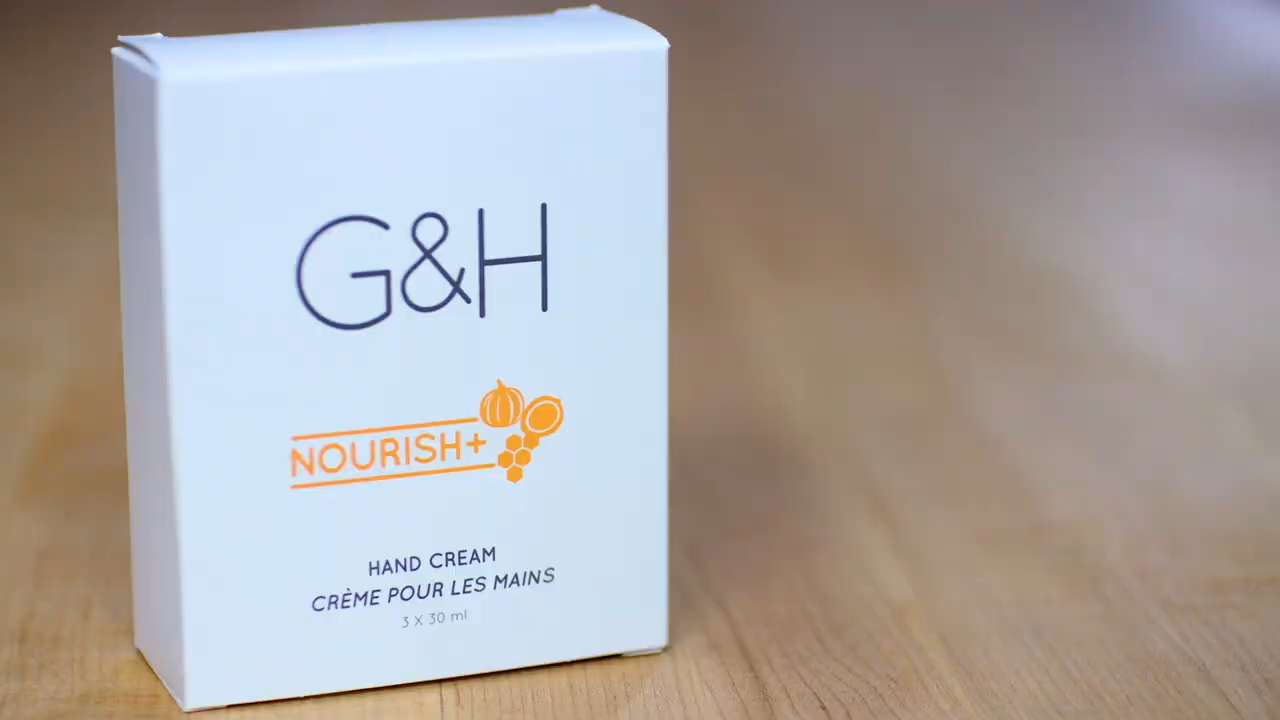 G&H
NOURISH+
HAND CREAM
CRÈME POUR LES MAINS
3 X 30 ml